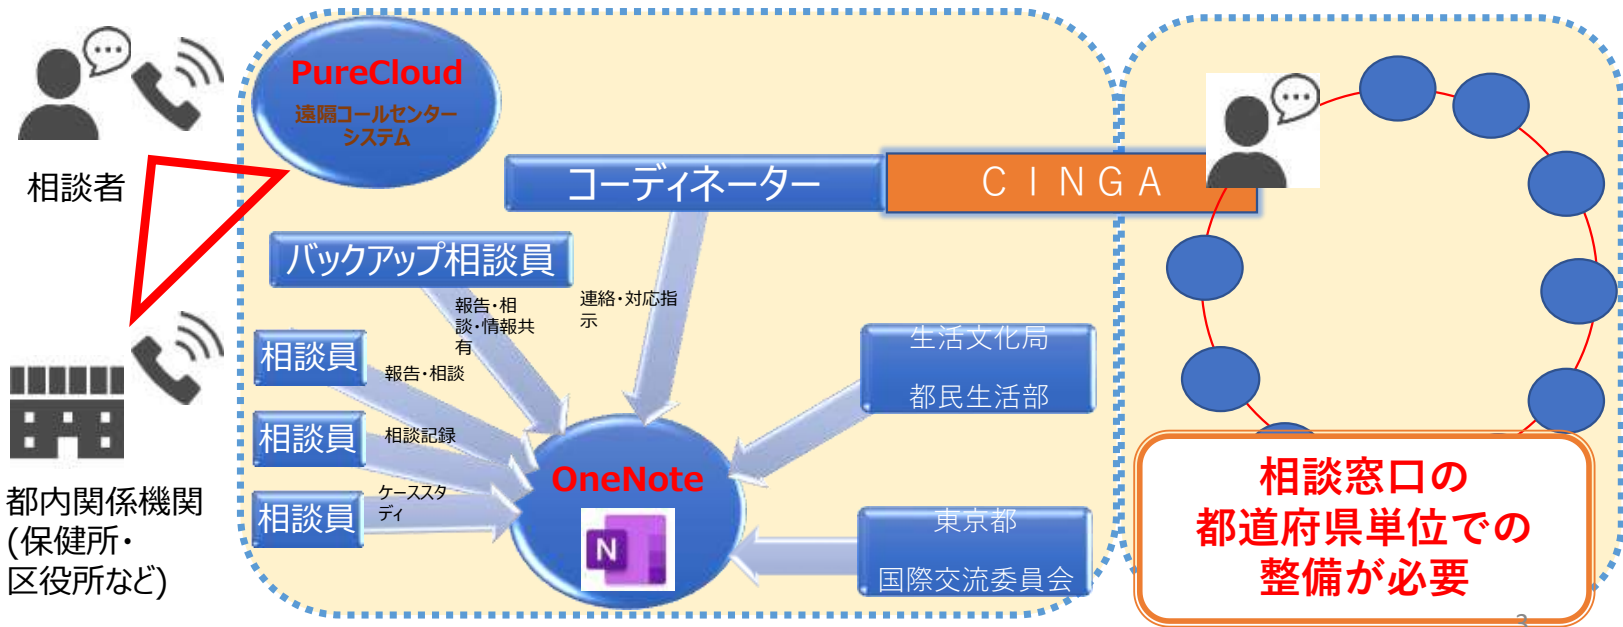 PureCloud
遠隔コールセンター
システム
相談者
コーディネーター
CINGA
バックアップ相談員
報告・相
談・情報共
有
連絡・対応指
示
相談員
報告・相談
生活文化局
都民生活部
相談員
相談記録
OneNote
N
相談員
ケーススタ
ディ
東京都
国際交流委員会
都内関係機関
(保健所・
区役所など)
相談窓口の
都道府県単位での
整備が必要
3